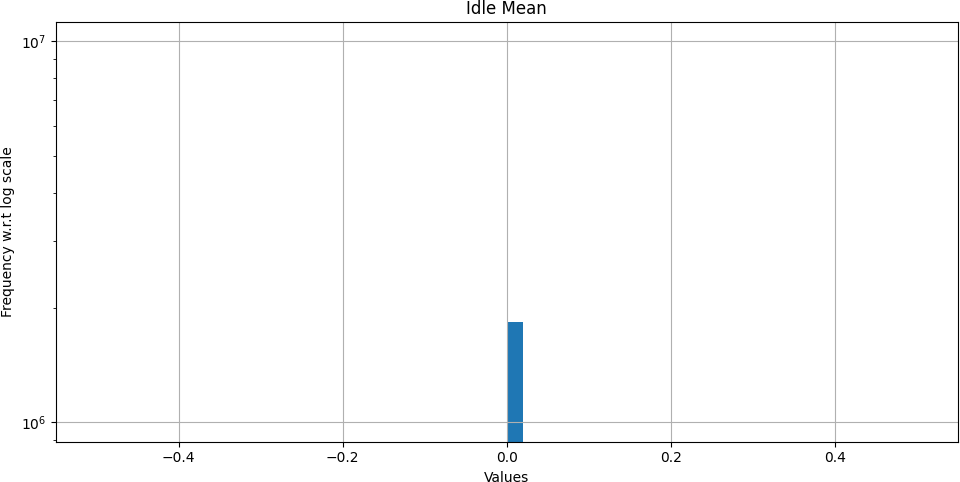 Idle Mean
Frequency w.r.t log scale
10⁷
10⁶
−0.4 −0.2 0.0 0.2 0.4
Values